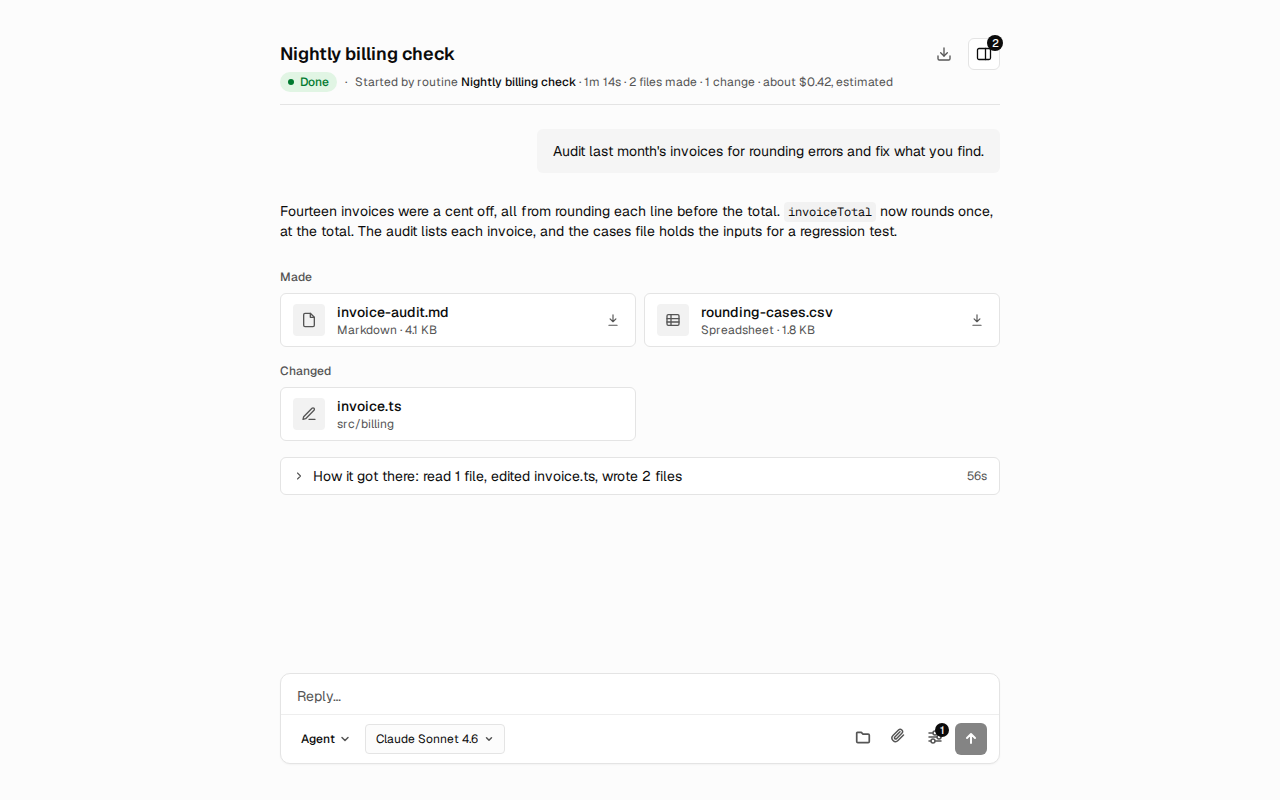 Nightly billing check
2
Done · Started by routine Nightly billing check · 1m 14s · 2 files made · 1 change · about $0.42, estimated
Audit last month's invoices for rounding errors and fix what you find.
Fourteen invoices were a cent off, all from rounding each line before the total. invoiceTotal now rounds once,
at the total. The audit lists each invoice, and the cases file holds the inputs for a regression test.
Made
invoice-audit.md
Markdown · 4.1 KB
rounding-cases.csv
Spreadsheet · 1.8 KB
Changed
invoice.ts
src/billing
How it got there: read 1 file, edited invoice.ts, wrote 2 files 56s
Reply...
Agent Claude Sonnet 4.6 1